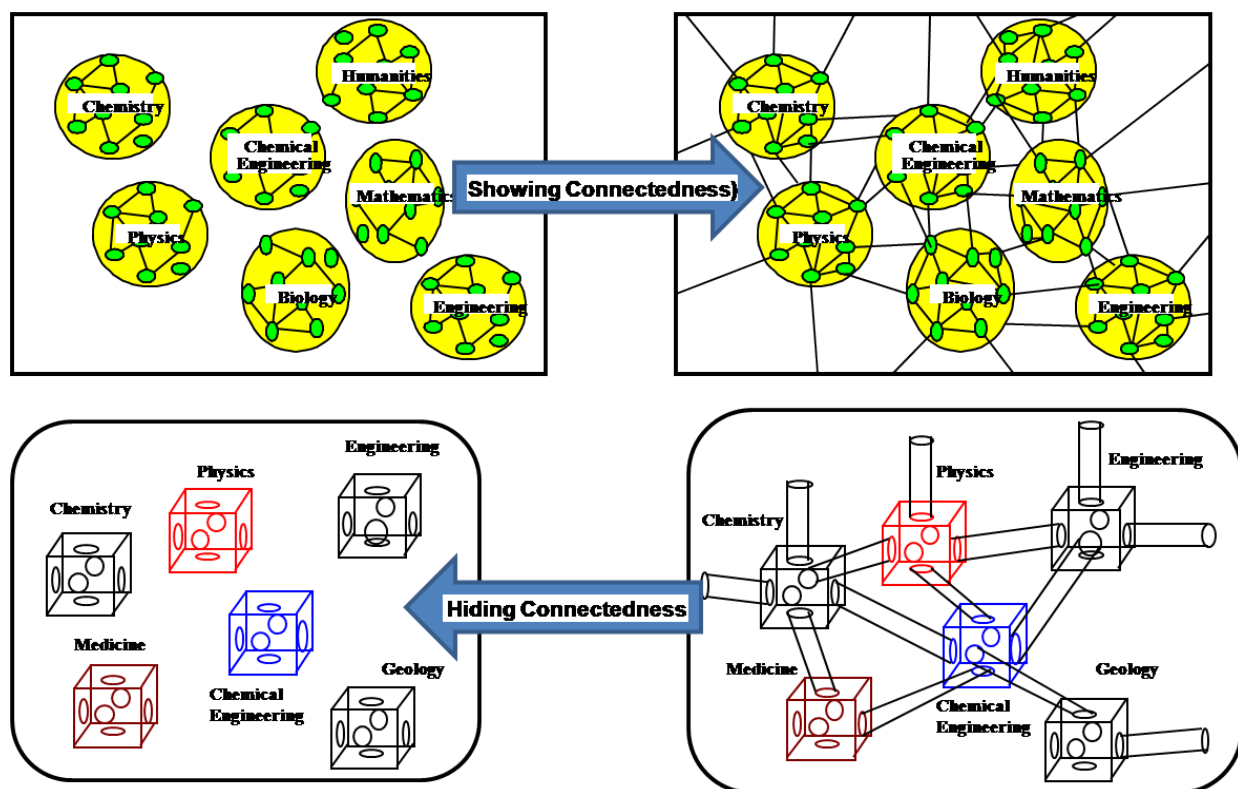 Humanities
Chemistry
Chemical
Engineering
Mathematics
Physics
Biology
Engineering
Showing Connectedness)
Humanities
Chemistry
Chemical
Engineering
Mathematics
Physics
Biology
Engineering
Engineering
Physics
Chemistry
Medicine
Chemical
Engineering
Geology
Hiding Connectedness
Engineering
Physics
Chemistry
Medicine
Chemical
Engineering
Geology